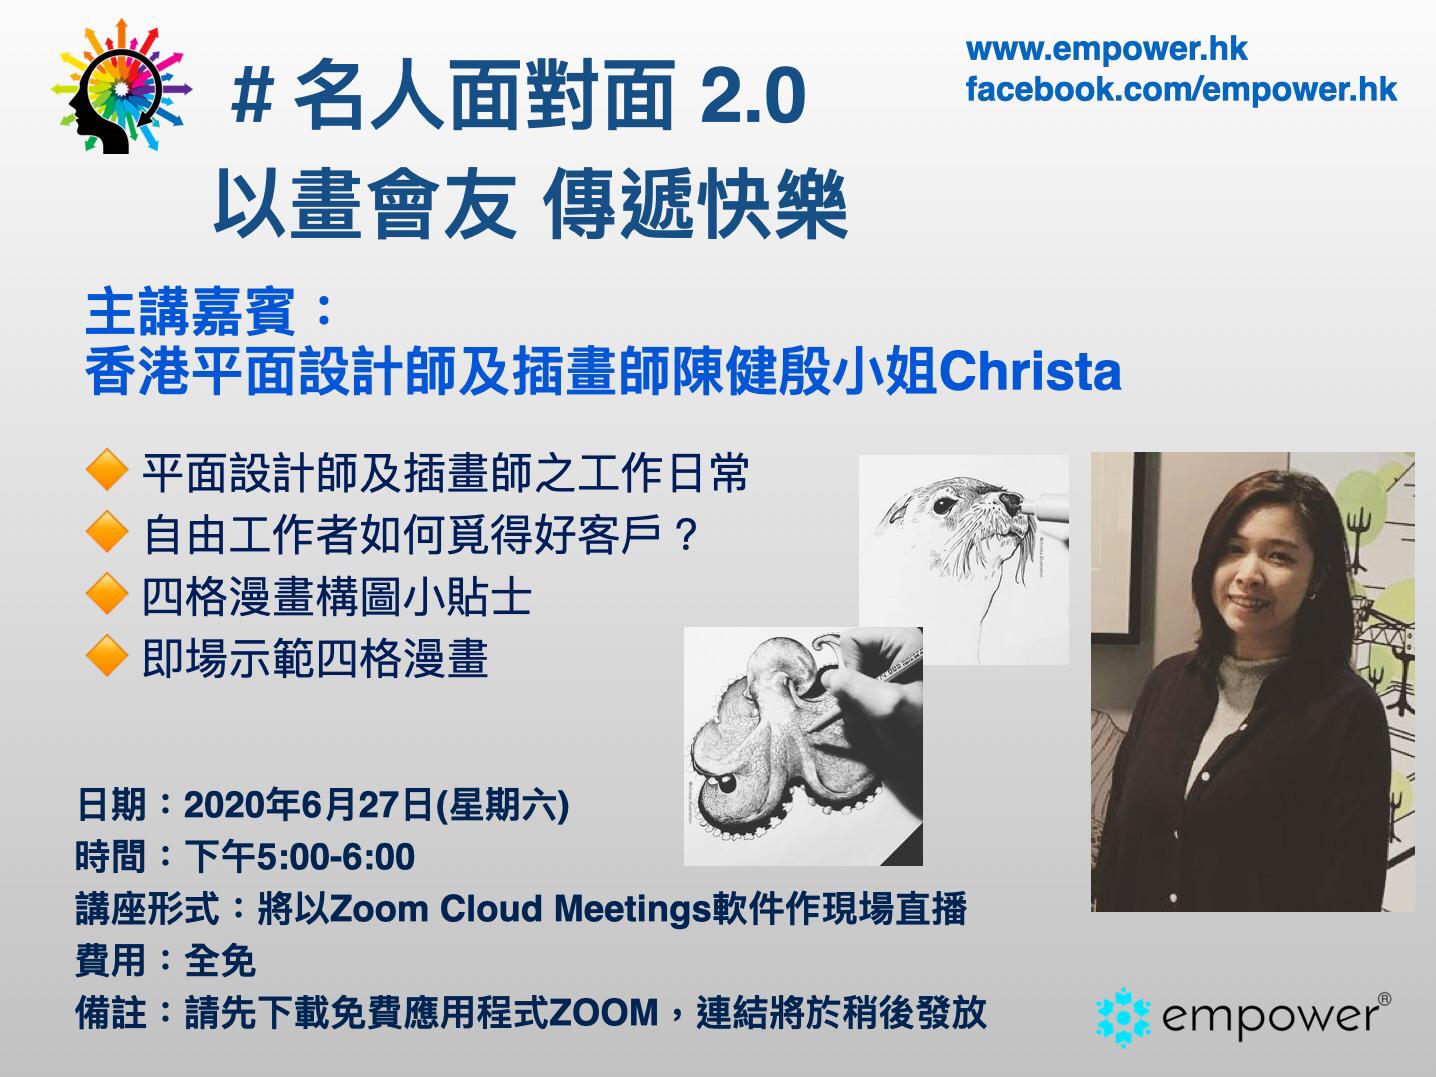 # 名人面對面 2.0
www.empower.hk
facebook.com/empower.hk
以畫會友 傳遞快樂
主講嘉賓：
香港平面設計師及插畫師陳健殷小姐Christa
平面設計師及插畫師之工作日常
自由工作者如何覓得好客戶？
四格漫畫構圖小貼士
即場示範四格漫畫
日期：2020年6月27日(星期六)
時間：下午5:00-6:00
講座形式：將以Zoom Cloud Meetings軟件作現場直播
費用：全免
備註：請先下載免費應用程式ZOOM，連結將於稍後發放
empower®